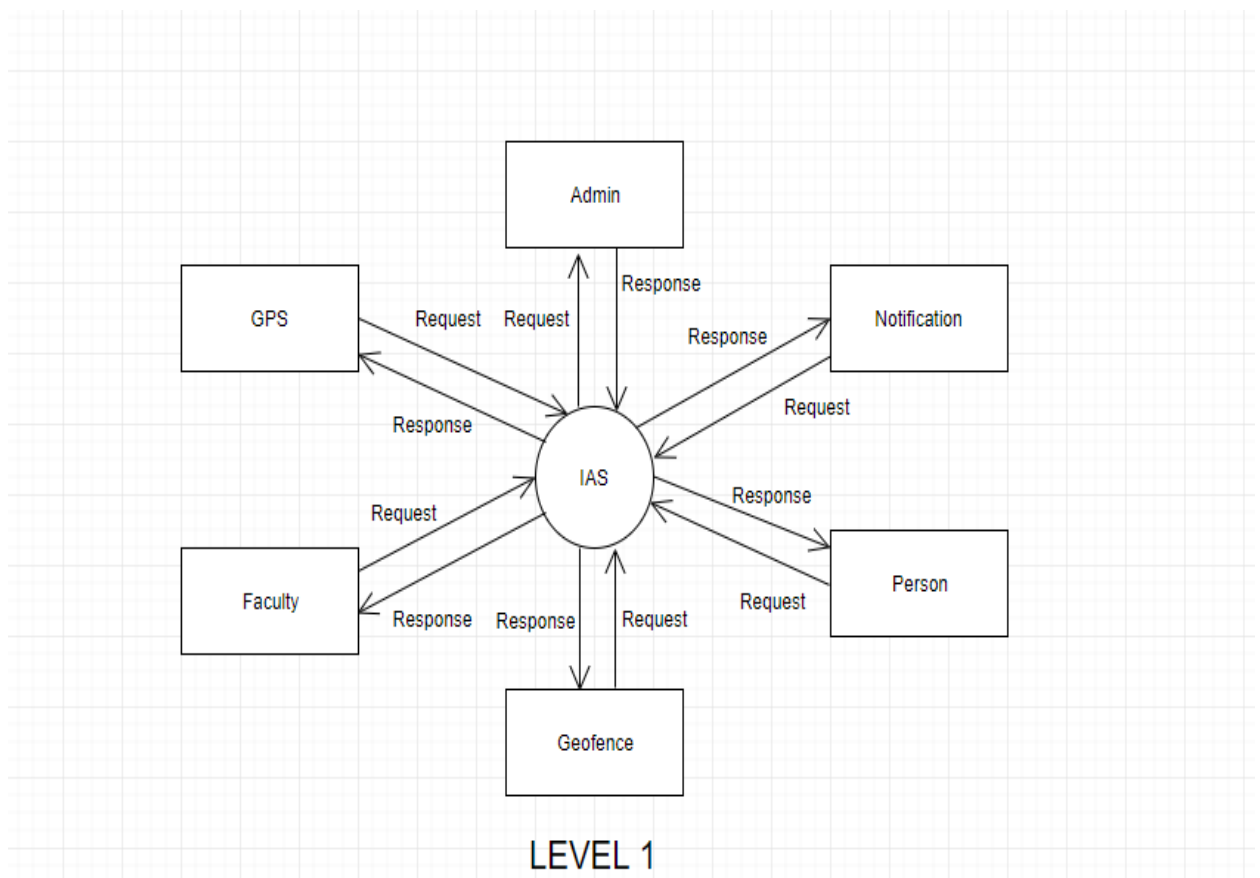 Admin
Response
GPS
Request
Request
Notification
Response
Response
Request
IAS
Request
Response
Person
Faculty
Response
Response
Request
Request
Geofence
LEVEL 1